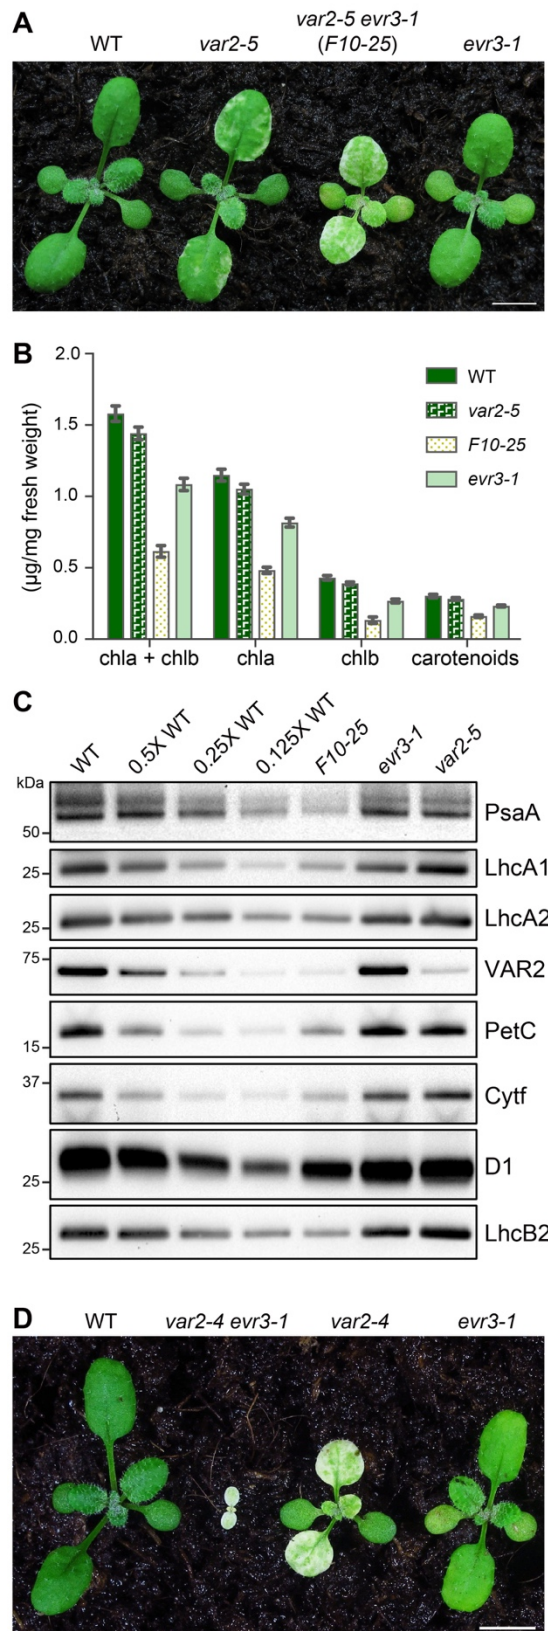 A
WT var2-5 var2-5 evr3-1 (F10-25) evr3-1
B
2.0
1.5
1.0
0.5
0.0
(µg/mg fresh weight)
WT
var2-5
F10-25
evr3-1
chla + chlb chla chlb carotenoids
C
WT 0.5X WT 0.25X WT 0.125X WT F10-25 evr3-1 var2-5
kDa
PsaA
50
LhcA1
25
LhcA2
25
75
VAR2
PetC
15
37
Cytf
D1
25
LhcB2
25
D
WT var2-4 evr3-1 var2-4 evr3-1